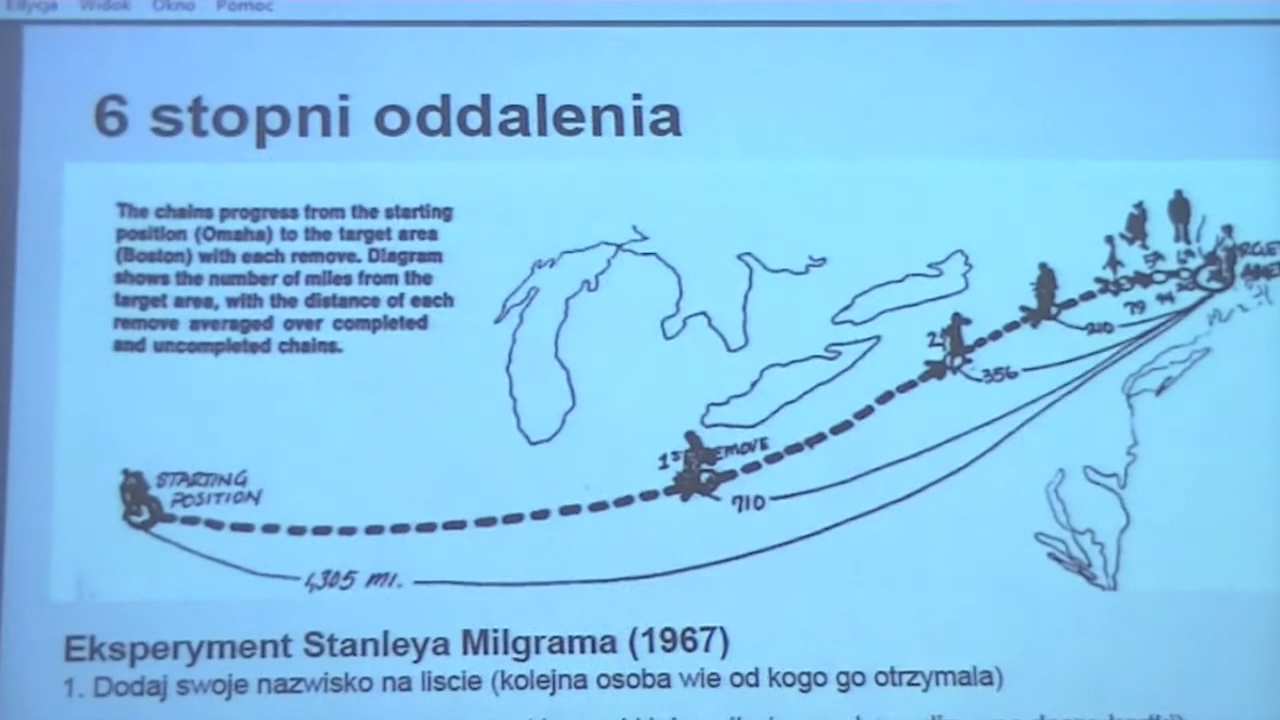 Edycja Widok Okno Pomoc
6 stopni oddalenia
The chains progress from the starting
position (Omaha) to the target area
(Boston) with each remove. Diagram
shows the number of miles from the
target area, with the distance of each
remove averaged over completed
and uncompleted chains.
5th
210
79
2
356
1st REMOVE
710
STARTING
POSITION
1,305 MI.
Eksperyment Stanleya Milgrama (1967)
1. Dodaj swoje nazwisko na liscie (kolejna osoba wie od kogo go otrzymala)